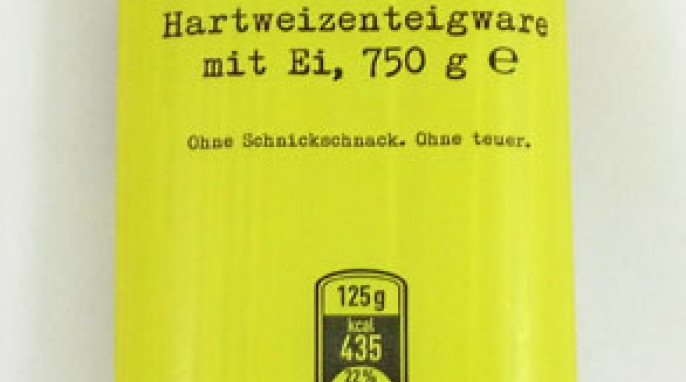 Hartweizenteigware
mit Ei, 750 g ℮
Ohne Schnickschnack. Ohne teuer.
125g
kcal
435
22%